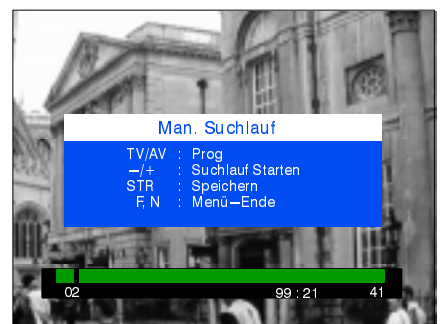 Man. Suchlauf
TV/AV : Prog
–/+ : Suchlauf Starten
STR : Speichern
F, N : Menü–Ende
02 99 : 21 41